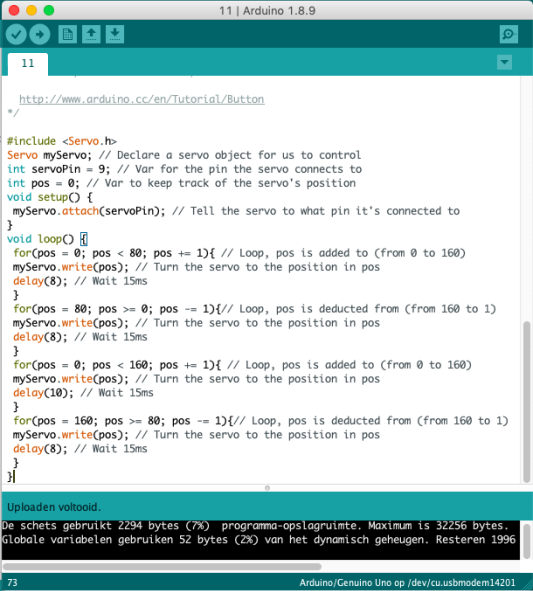 11 | Arduino 1.8.9
11
http://www.arduino.cc/en/Tutorial/Button
*/
#include <Servo.h>
Servo myServo; // Declare a servo object for us to control
int servoPin = 9; // Var for the pin the servo connects to
int pos = 0; // Var to keep track of the servo's position
void setup() {
myServo.attach(servoPin); // Tell the servo to what pin it's connected to
}
void loop() {
for(pos = 0; pos < 80; pos += 1){ // Loop, pos is added to (from 0 to 160)
myServo.write(pos); // Turn the servo to the position in pos
delay(8); // Wait 15ms
}
for(pos = 80; pos >= 0; pos -= 1){// Loop, pos is deducted from (from 160 to 1)
myServo.write(pos); // Turn the servo to the position in pos
delay(8); // Wait 15ms
}
for(pos = 0; pos < 160; pos += 1){ // Loop, pos is added to (from 0 to 160)
myServo.write(pos); // Turn the servo to the position in pos
delay(10); // Wait 15ms
}
for(pos = 160; pos >= 80; pos -= 1){// Loop, pos is deducted from (from 160 to 1)
myServo.write(pos); // Turn the servo to the position in pos
delay(8); // Wait 15ms
}
}
Uploaden voltooid.
De schets gebruikt 2294 bytes (7%)  programma-opslagruimte. Maximum is 32256 bytes.
Globale variabelen gebruiken 52 bytes (2%) van het dynamisch geheugen. Resteren 1996
73
Arduino/Genuino Uno op /dev/cu.usbmodem14201